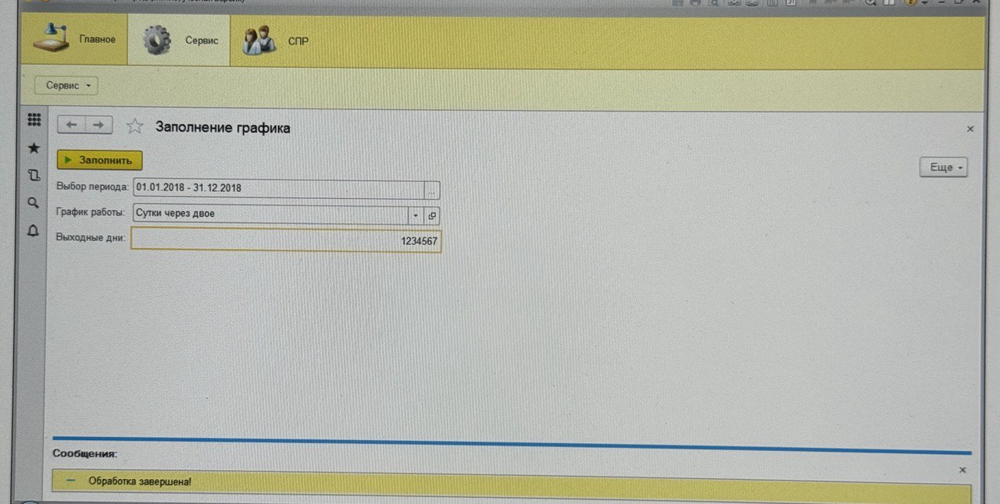 Главное
Сервис
СПР
Сервис
Заполнение графика
Заполнить
Еще
Выбор периода: 01.01.2018 - 31.12.2018 ...
График работы: Сутки через двое
Выходные дни: 1234567
Сообщения:
Обработка завершена!